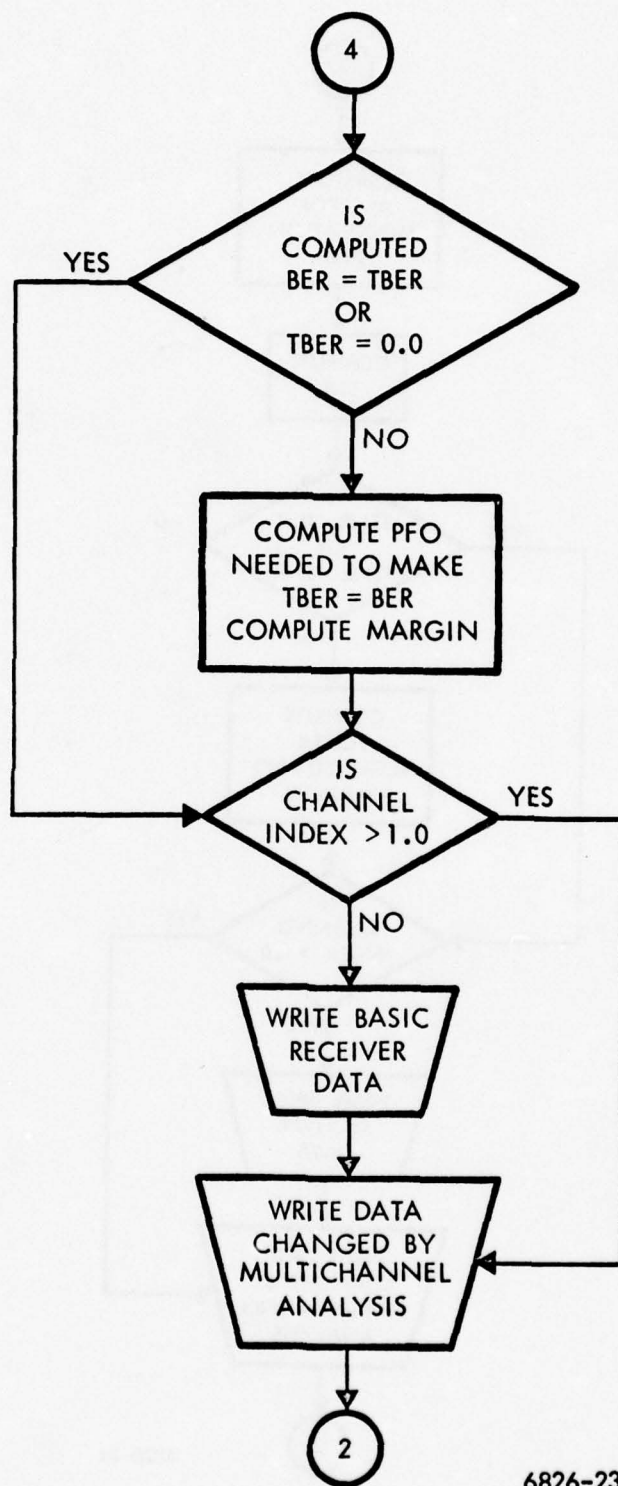 4
IS
COMPUTED
BER = TBER
OR
TBER = 0.0
YES
NO
COMPUTE PFO
NEEDED TO MAKE
TBER = BER
COMPUTE MARGIN
IS
CHANNEL
INDEX >1.0
YES
NO
WRITE BASIC
RECEIVER
DATA
WRITE DATA
CHANGED BY
MULTICHANNEL
ANALYSIS
2
6826-23